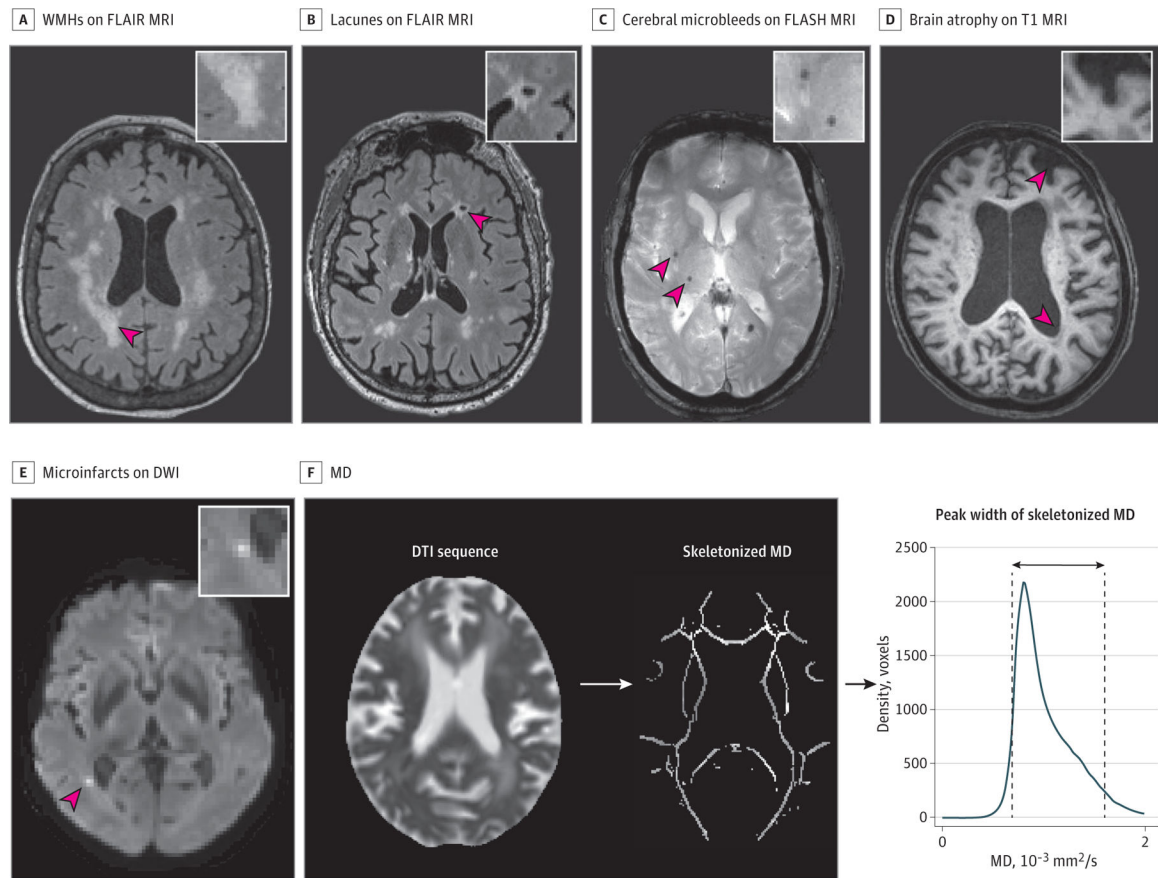 A WMHs on FLAIR MRI
B Lacunes on FLAIR MRI
C Cerebral microbleeds on FLASH MRI
D Brain atrophy on T1 MRI
E Microinfarcts on DWI
F MD
DTI sequence
Skeletonized MD
Peak width of skeletonized MD
Density, voxels
2500
2000
1500
1000
500
0
0
2
MD, 10⁻³ mm²/s